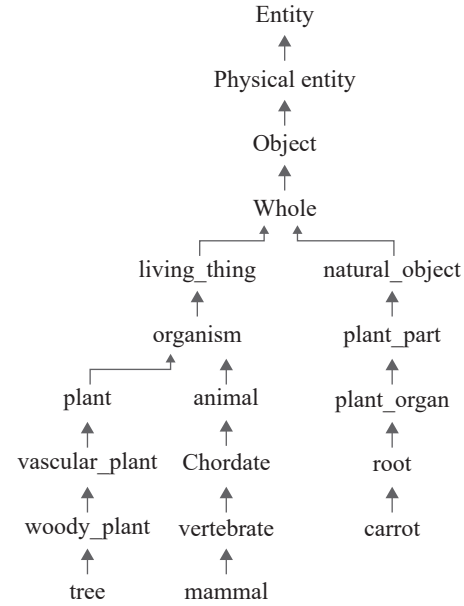 Entity
Physical entity
Object
Whole
living_thing natural_object
organism plant_part
plant animal plant_organ
vascular_plant Chordate root
woody_plant vertebrate carrot
tree mammal